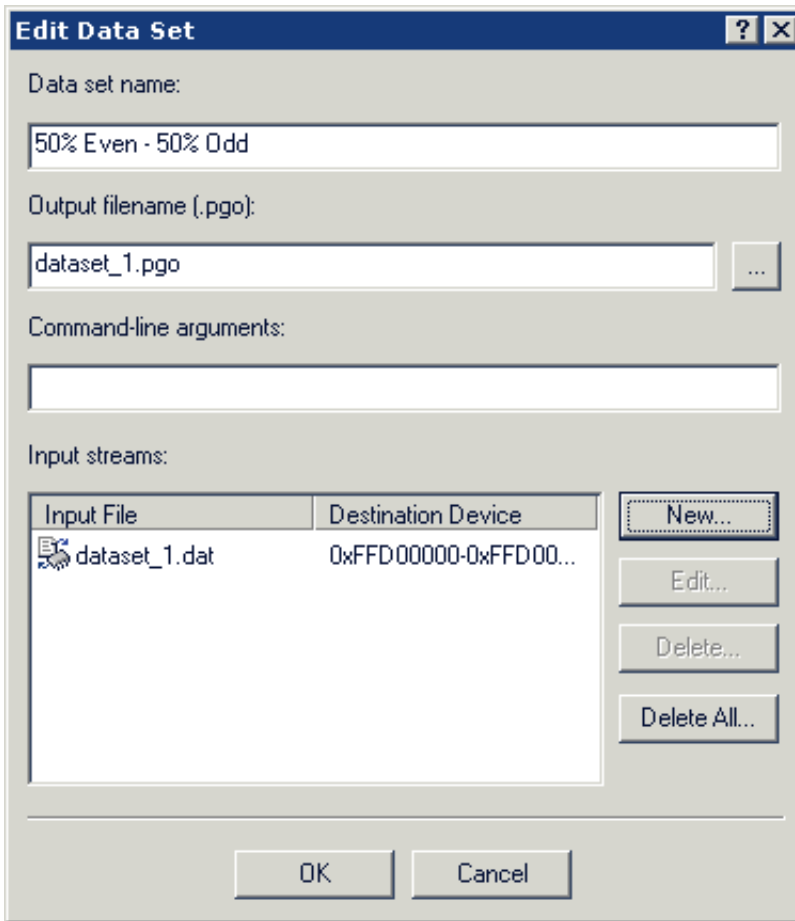 Edit Data Set
Data set name:
50% Even - 50% Odd
Output filename (.pgo):
dataset_1.pgo
...
Command-line arguments:
Input streams:
Input File Destination Device
dataset_1.dat 0xFFD00000-0xFFD00...
New...
Edit...
Delete...
Delete All...
OK Cancel